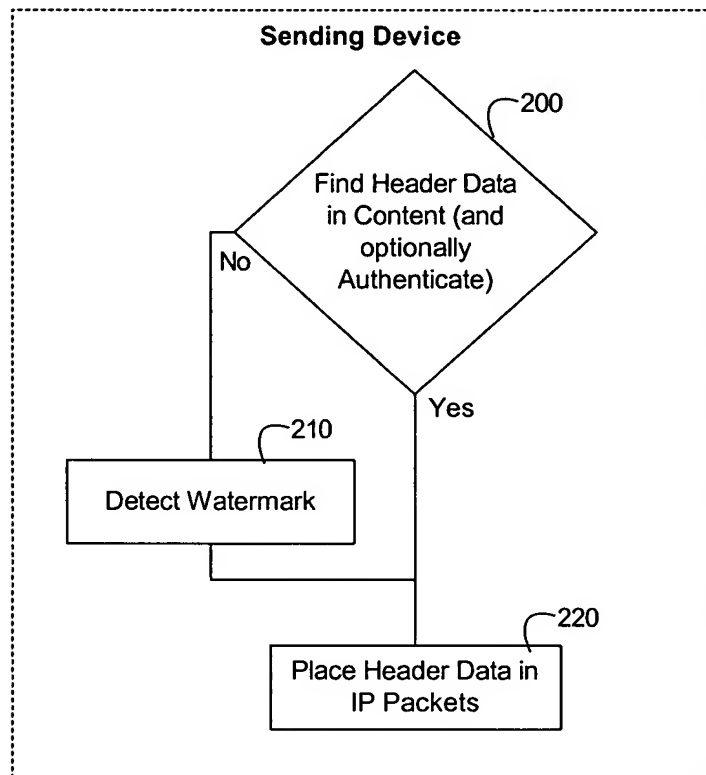 Sending Device
200
Find Header Data
in Content (and
optionally
Authenticate)
No
Yes
210
Detect Watermark
220
Place Header Data in
IP Packets